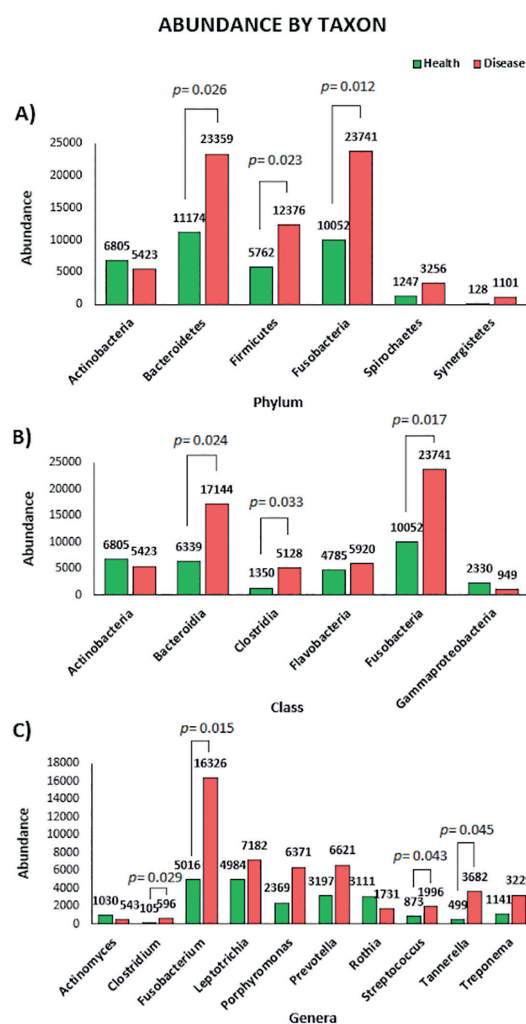 ABUNDANCE BY TAXON
Health Disease
A)
p= 0.026
p= 0.023
p= 0.012
Abundance
25000
20000
15000
10000
5000
0
6805 5423
11174 23359
5762 12376
10052 23741
1247 3256
128 1101
Actinobacteria
Bacteroidetes
Firmicutes
Fusobacteria
Spirochaetes
Synergistetes
Phylum
B)
p= 0.024
p= 0.033
p= 0.017
Abundance
25000
20000
15000
10000
5000
0
6805 5423
6339 17144
1350 5128
4785 5920
10052 23741
2330 949
Actinobacteria
Bacteroidia
Clostridia
Flavobacteria
Fusobacteria
Gammaproteobacteria
Class
C)
p= 0.029
p= 0.015
p= 0.043
p= 0.045
Abundance
18000
16000
14000
12000
10000
8000
6000
4000
2000
0
1030 543
105 596
5016 16326
4984 7182
2369 6371
3197 6621
3111 1731
873 1996
499 3682
1141
Actinomyces
Clostridium
Fusobacterium
Leptotrichia
Porphyromonas
Prevotella
Rothia
Streptococcus
Tannerella
Treponema
Genera